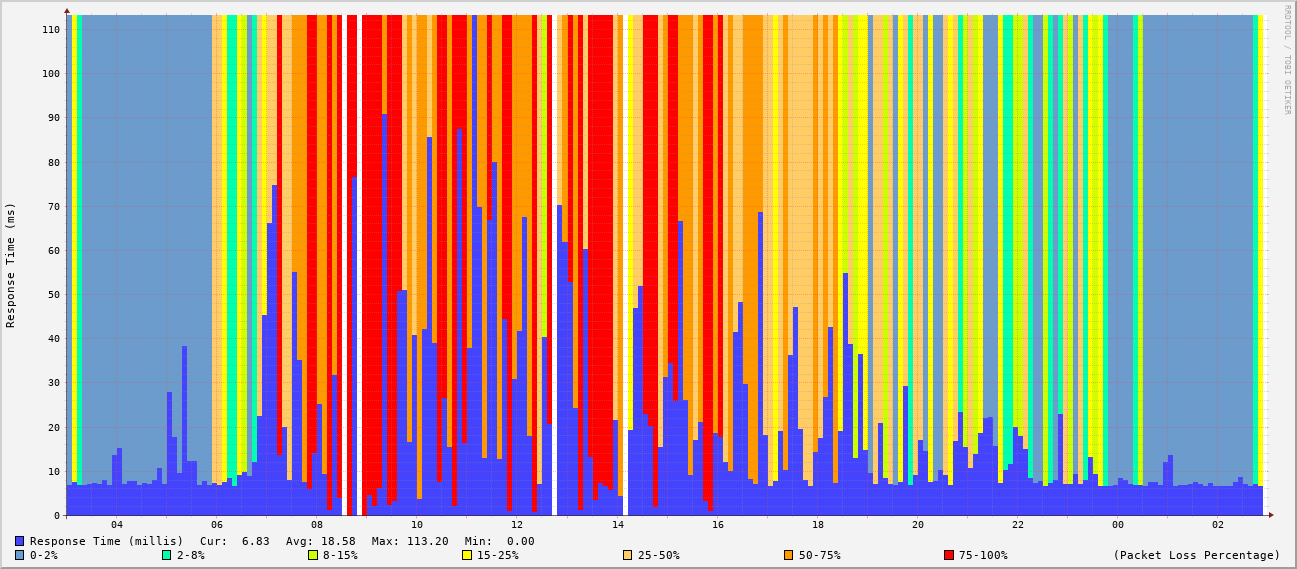 RRDTOOL / TOBI OETIKER
Response Time (ms)
110
100
90
80
70
60
50
40
30
20
10
0
04 06 08 10 12 14 16 18 20 22 00 02
Response Time (millis) Cur: 6.83 Avg: 18.58 Max: 113.20 Min: 0.00
0-2% 2-8% 8-15% 15-25% 25-50% 50-75% 75-100% (Packet Loss Percentage)